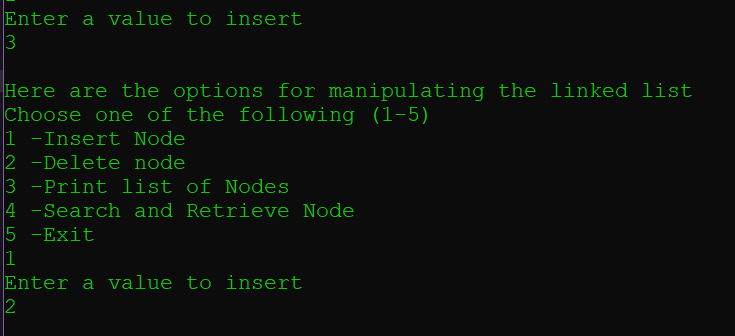 Enter a value to insert
3
Here are the options for manipulating the linked list
Choose one of the following (1-5)
1 -Insert Node
2 -Delete node
3 -Print list of Nodes
4 -Search and Retrieve Node
5 -Exit
1
Enter a value to insert
2